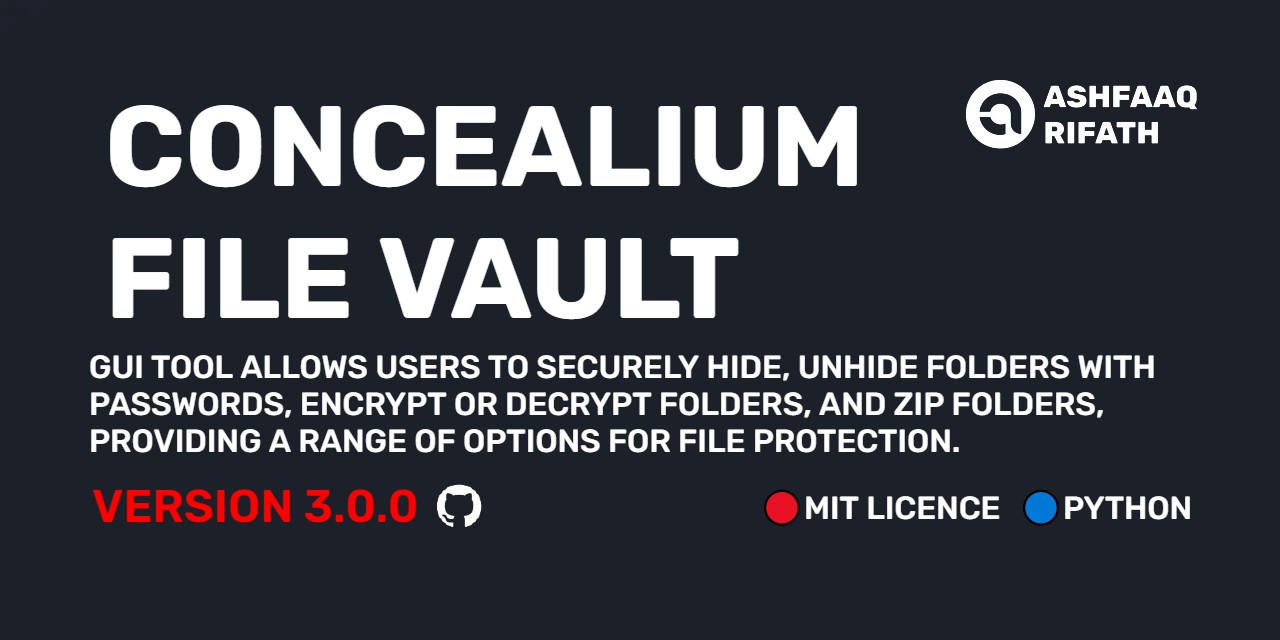 CONCEALIUM
FILE VAULT
ASHFAAQ
RIFATH
GUI TOOL ALLOWS USERS TO SECURELY HIDE, UNHIDE FOLDERS WITH
PASSWORDS, ENCRYPT OR DECRYPT FOLDERS, AND ZIP FOLDERS,
PROVIDING A RANGE OF OPTIONS FOR FILE PROTECTION.
VERSION 3.0.0
MIT LICENCE
PYTHON